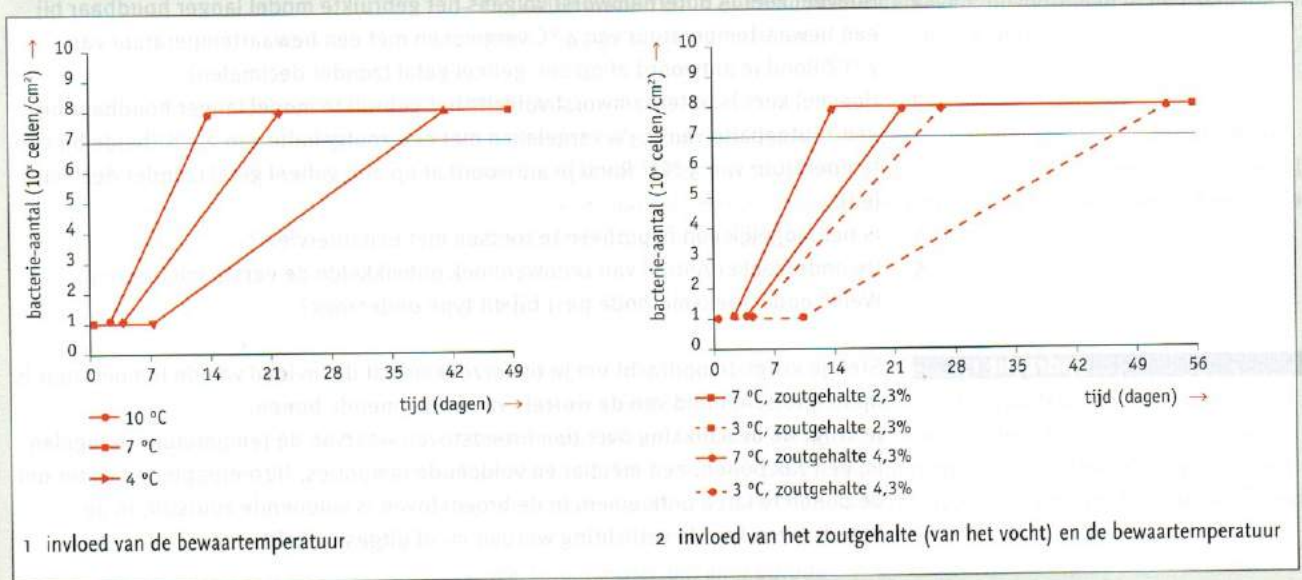 bacterie-aantal (10ˣ cellen/cm²) →
10
9
8
7
6
5
4
3
2
1
0
0 7 14 21 28 35 42 49
tijd (dagen) →
10 °C
7 °C
4 °C
1 invloed van de bewaartemperatuur
bacterie-aantal (10ˣ cellen/cm²) →
10
9
8
7
6
5
4
3
2
1
0
0 7 14 21 28 35 42 49 56
tijd (dagen) →
7 °C, zoutgehalte 2,3%
3 °C, zoutgehalte 2,3%
7 °C, zoutgehalte 4,3%
3 °C, zoutgehalte 4,3%
2 invloed van het zoutgehalte (van het vocht) en de bewaartemperatuur